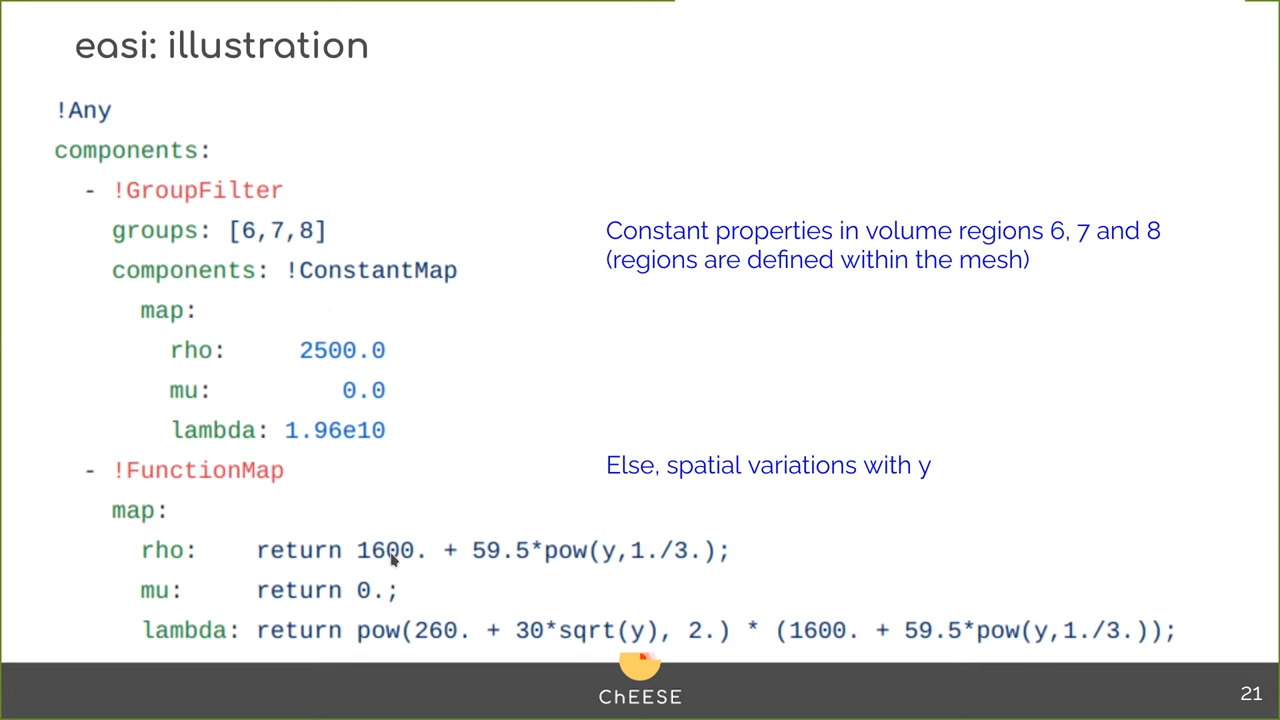 easi: illustration
!Any
components:
- !GroupFilter
groups: [6,7,8]
Constant properties in volume regions 6, 7 and 8
(regions are defined within the mesh)
components: !ConstantMap
map:
rho: 2500.0
mu: 0.0
lambda: 1.96e10
- !FunctionMap
Else, spatial variations with y
map:
rho: return 1600. + 59.5*pow(y,1./3.);
mu: return 0.;
lambda: return pow(260. + 30*sqrt(y), 2.) * (1600. + 59.5*pow(y,1./3.));
ChEESE
21